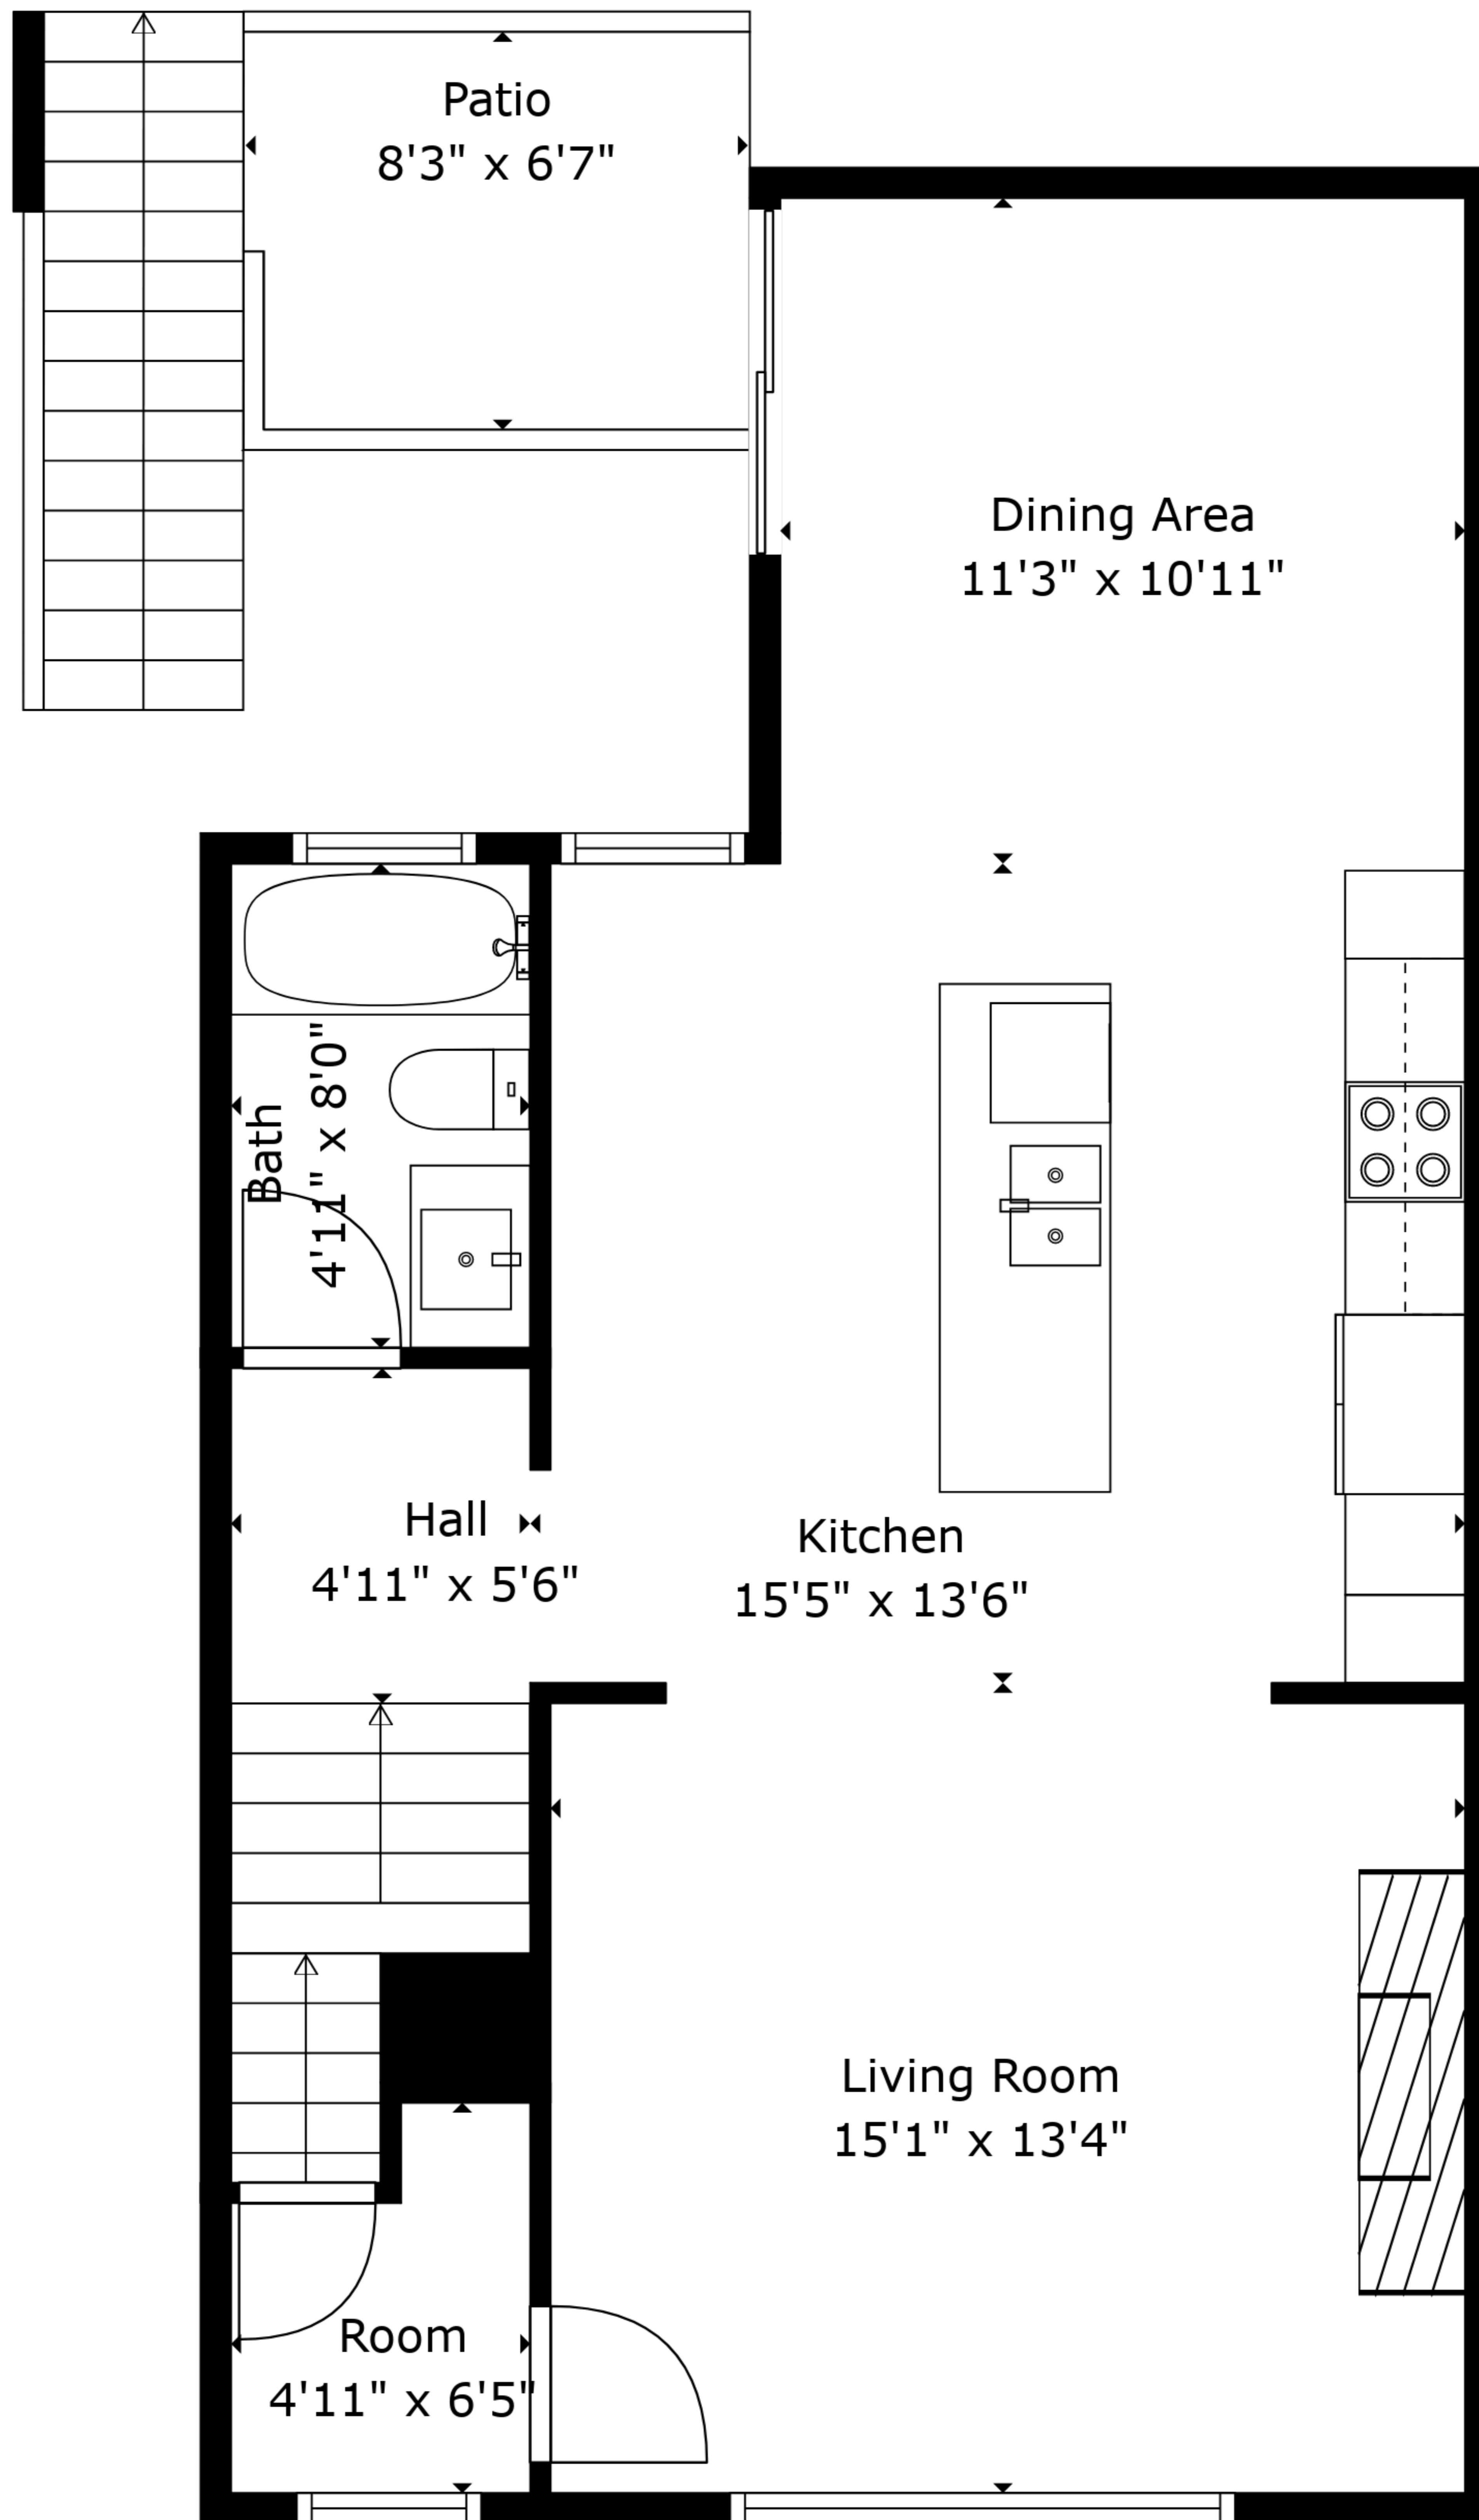 Patio
8'3" x 6'7"
Dining Area
11'3" x 10'11"
Bath
4'11" x 8'0"
Hall
4'11" x 5'6"
Kitchen
15'5" x 13'6"
Living Room
15'1" x 13'4"
Room
4'11" x 6'5"